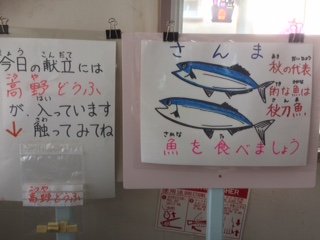 今日の献立には
高野どうふ
が、入っています
↓触ってみてね
高野どうふ
さんま
秋の代表
的な魚は
秋刀魚
魚を食べましょう